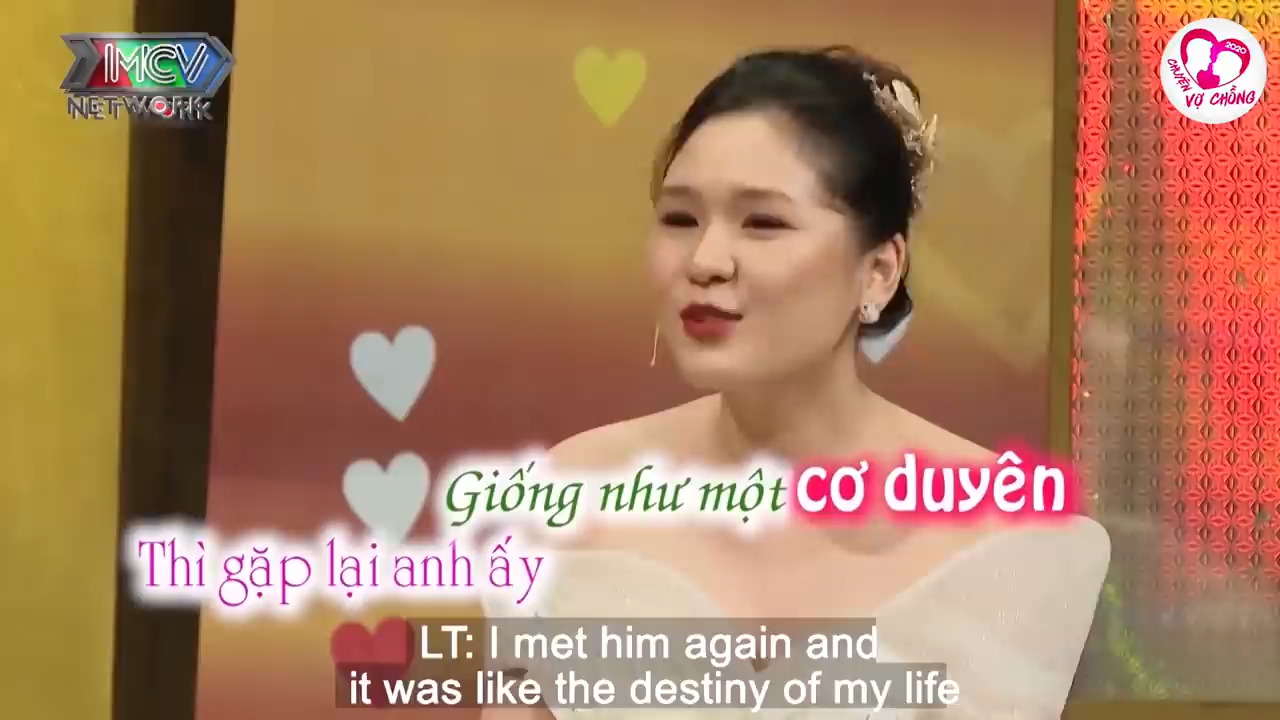 MCV
NETWORK
2020
CHUYỆN
VỢ CHỒNG
Giống như một cơ duyên
Thì gặp lại anh ấy
LT: I met him again and
it was like the destiny of my life